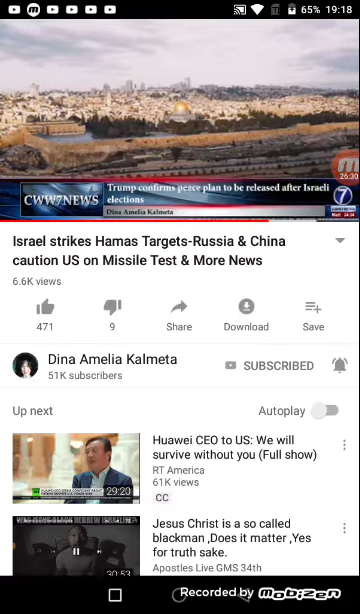 65% 19:18
26:30
CWW7NEWS
Trump confirms peace plan to be released after Israeli
elections
Dina Amelia Kalmeta
7
Matt: 24:34
Israel strikes Hamas Targets-Russia & China
caution US on Missile Test & More News
6.6K views
471
9
Share
Download
Save
Dina Amelia Kalmeta
51K subscribers
SUBSCRIBED
Up next
Autoplay
Huawei CEO to US: We will
survive without you (Full show)
RT America
61K views
CC
29:20
Jesus Christ is a so called
blackman ,Does it matter ,Yes
for truth sake.
Apostles Live GMS 34th
30:53
Recorded by Mobizen